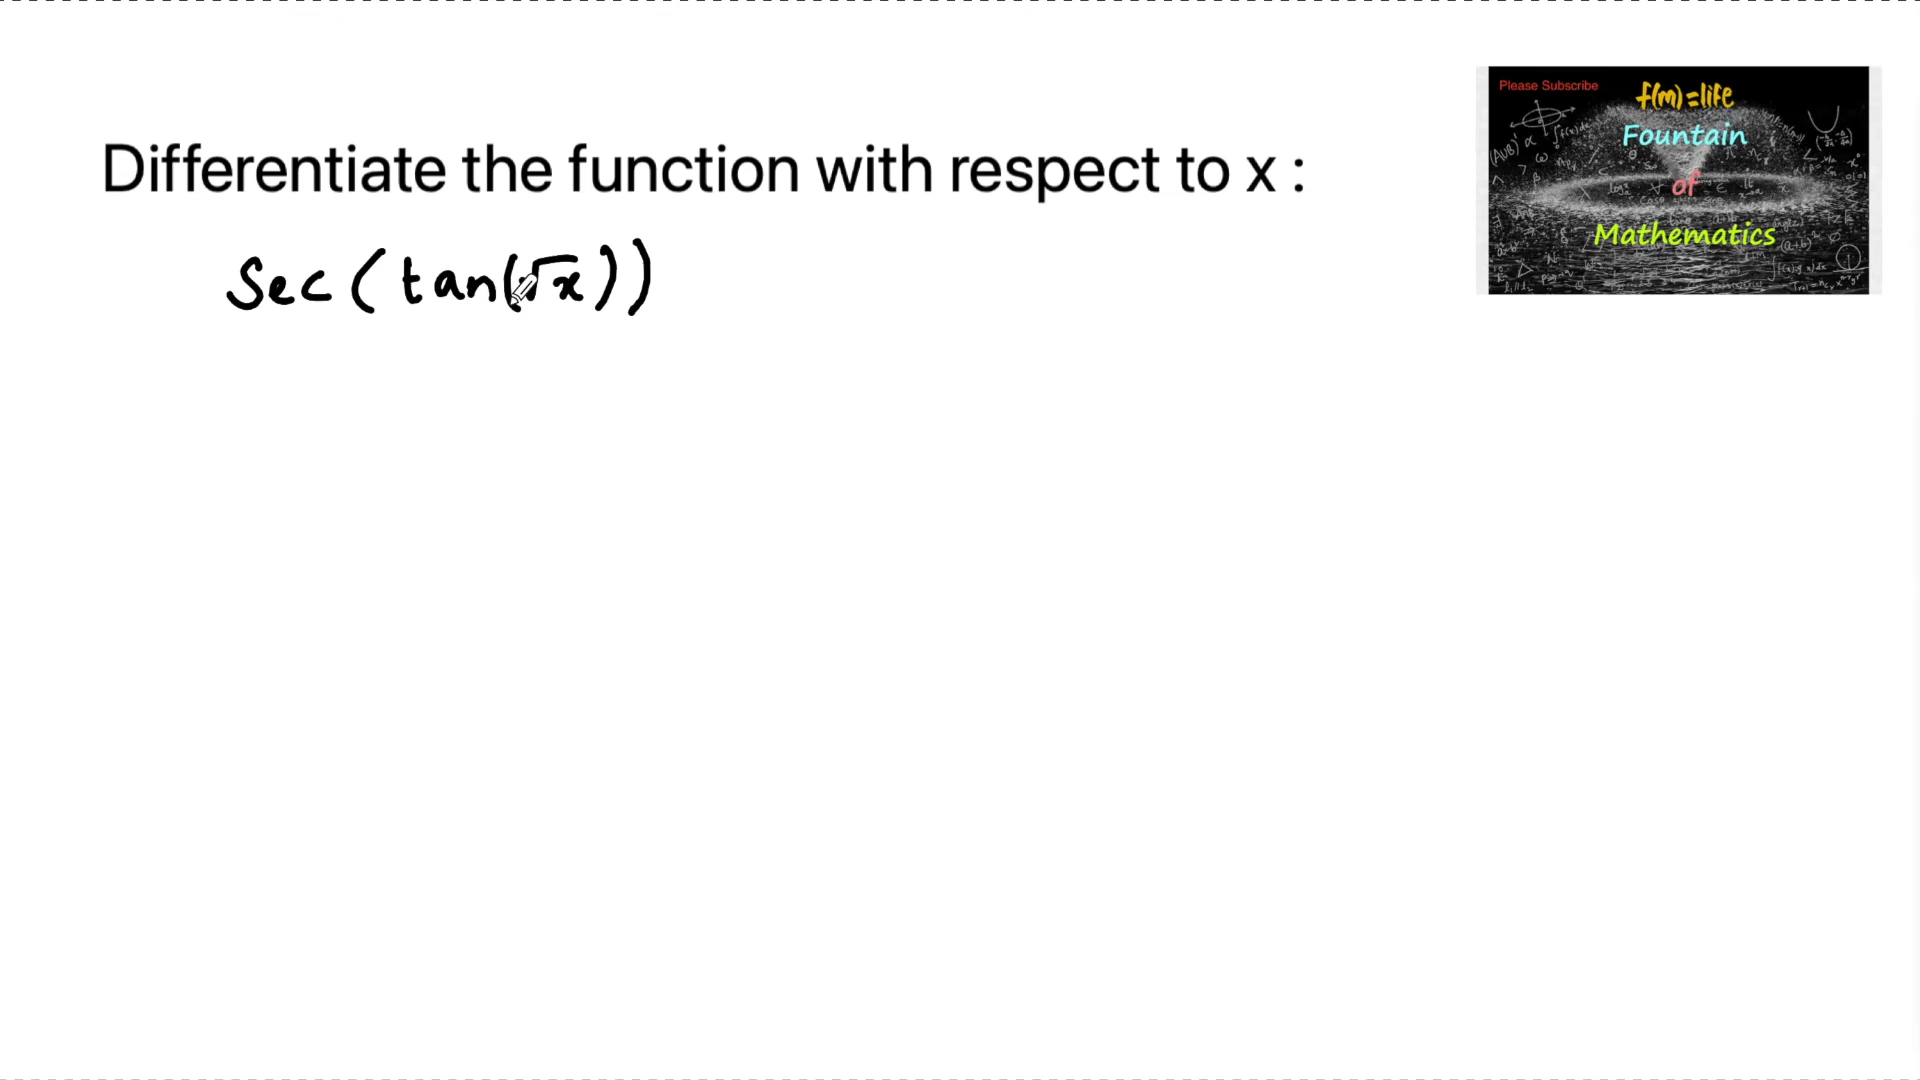 Differentiate the function with respect to x :
Sec ( tan(√x))
Please Subscribe
f(m)=life
Fountain
of
Mathematics